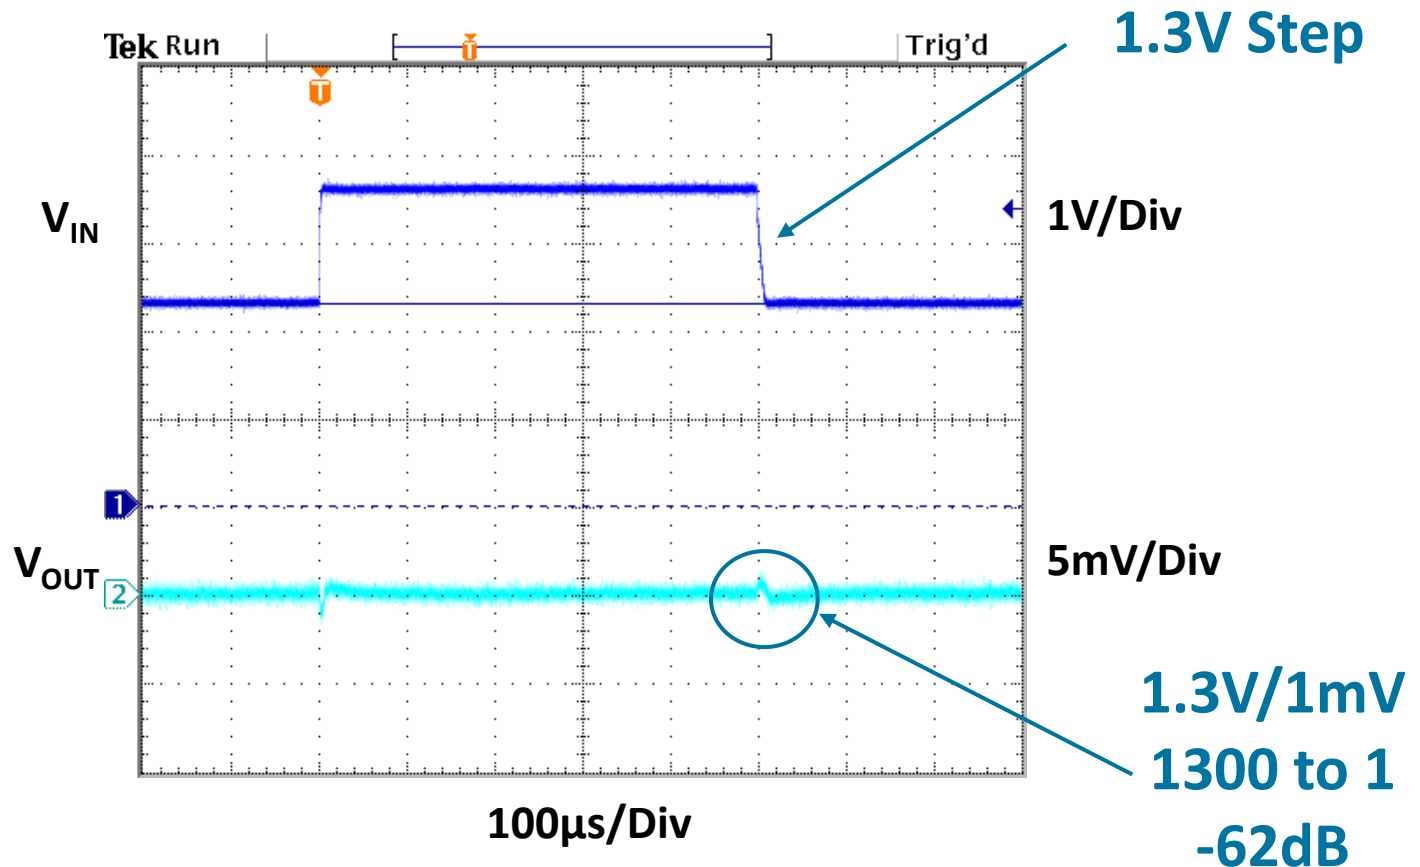 Tek Run
T
Trig'd
1.3V Step
T
VIN
1V/Div
1
VOUT
2
5mV/Div
1.3V/1mV
1300 to 1
-62dB
100µs/Div